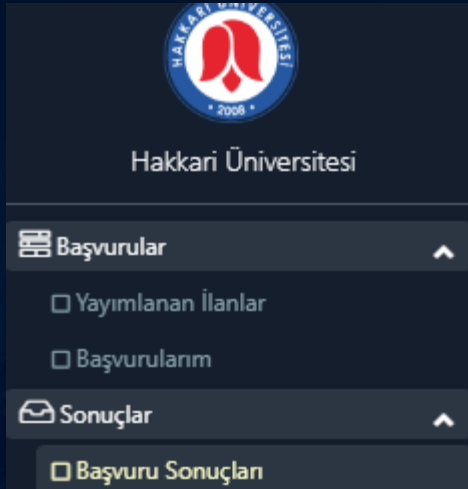 HAKKARİ ÜNİVERSİTESİ
• 2008 •
Hakkari Üniversitesi
Başvurular
Yayımlanan İlanlar
Başvurularım
Sonuçlar
Başvuru Sonuçları